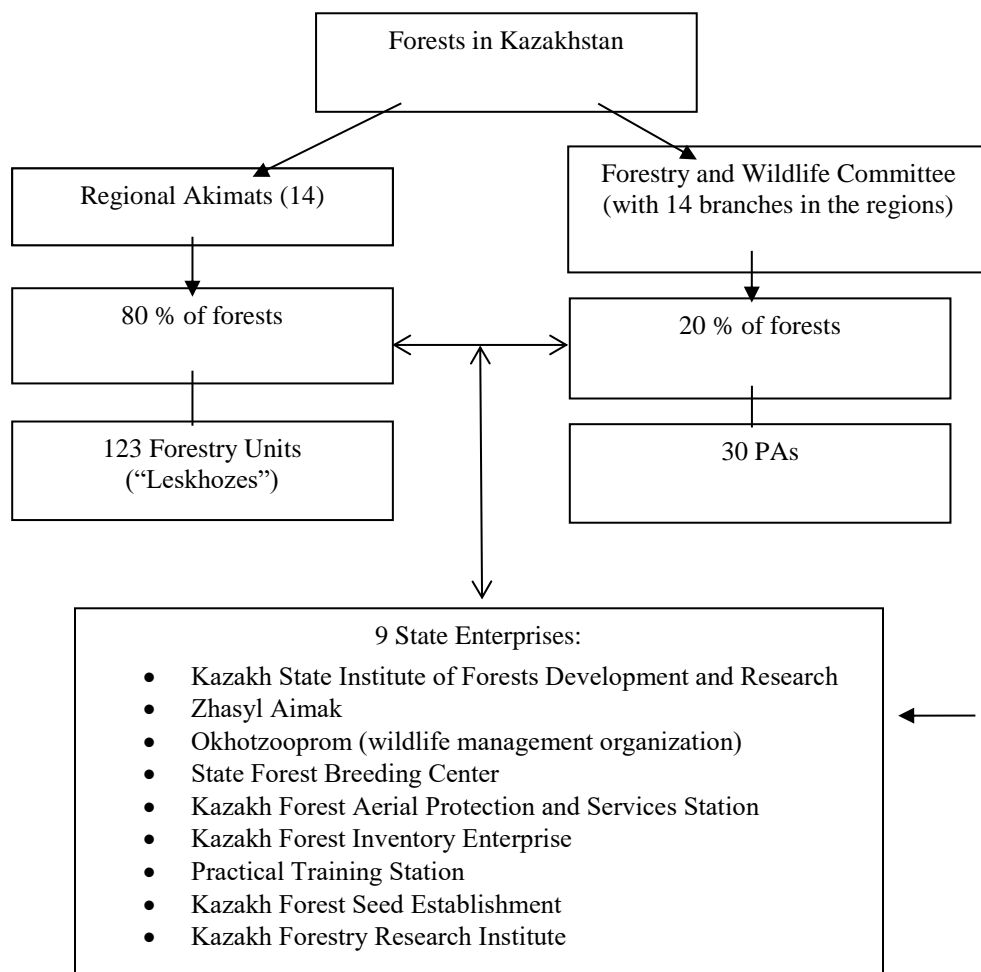 Forests in Kazakhstan
Regional Akimats (14)
Forestry and Wildlife Committee
(with 14 branches in the regions)
80 % of forests
20 % of forests
123 Forestry Units
(“Leskhozes”)
30 PAs
9 State Enterprises:
• Kazakh State Institute of Forests Development and Research
• Zhasyl Aimak
• Okhotzooprom (wildlife management organization)
• State Forest Breeding Center
• Kazakh Forest Aerial Protection and Services Station
• Kazakh Forest Inventory Enterprise
• Practical Training Station
• Kazakh Forest Seed Establishment
• Kazakh Forestry Research Institute